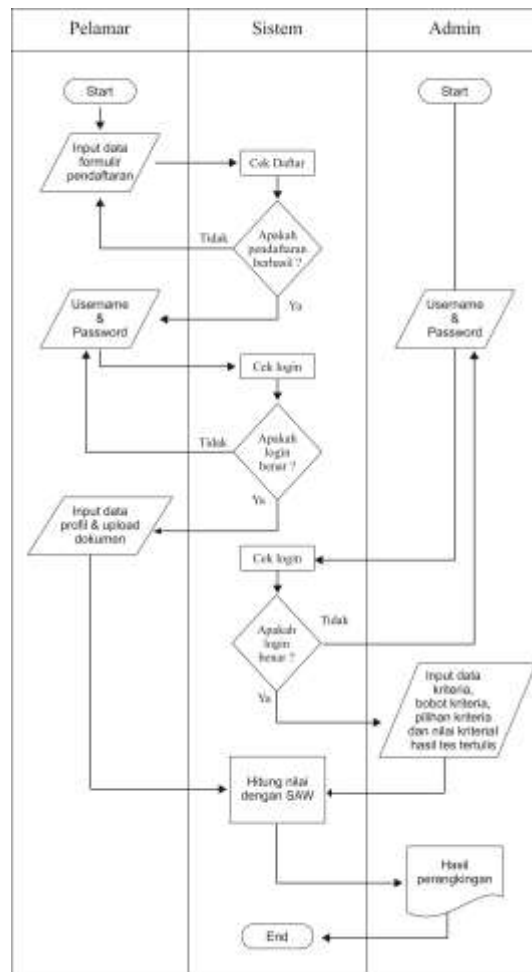 Pelamar
Sistem
Admin
Start
Start
Input data
formulir
pendaftaran
Cek Daftar
Tidak
Apakah
pendaftaran
berhasil ?
Ya
Username
&
Password
Username
&
Password
Cek login
Tidak
Apakah
login
benar ?
Ya
Input data
profil & upload
dokumen
Cek login
Tidak
Apakah
login
benar ?
Ya
Input data
kriteria,
bobot kriteria,
pilihan kriteria
dan nilai kriterial
hasil tes tertulis
Hitung nilai
dengan SAW
Hasil
perangkingan
End